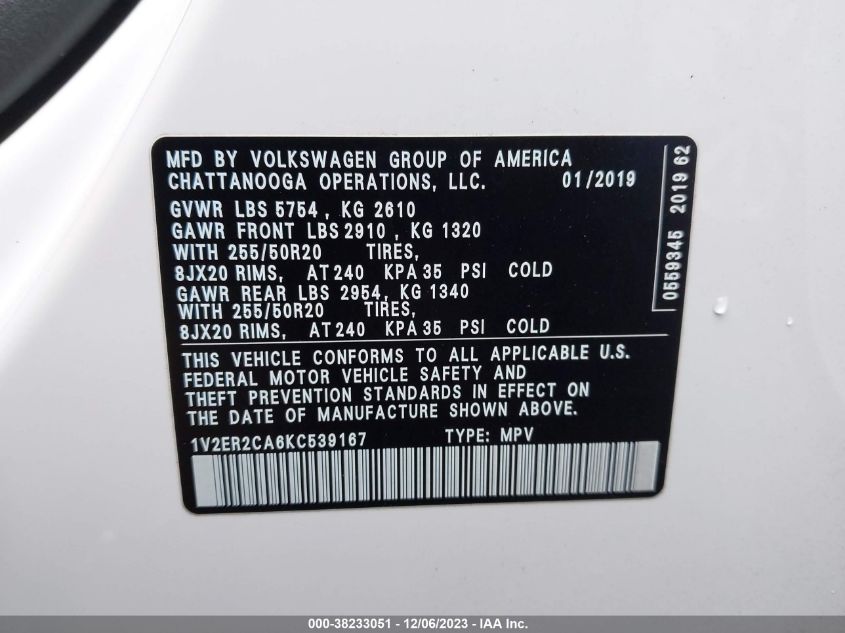 MFD BY VOLKSWAGEN GROUP OF AMERICA
CHATTANOOGA OPERATIONS, LLC. 01/2019
GVWR LBS 5754 , KG 2610
GAWR FRONT LBS 2910 , KG 1320
WITH 255/50R20 TIRES,
8JX20 RIMS, AT 240 KPA 35 PSI COLD
GAWR REAR LBS 2954, KG 1340
WITH 255/50R20 TIRES,
8JX20 RIMS, AT 240 KPA 35 PSI COLD
THIS VEHICLE CONFORMS TO ALL APPLICABLE U.S.
FEDERAL MOTOR VEHICLE SAFETY AND
THEFT PREVENTION STANDARDS IN EFFECT ON
THE DATE OF MANUFACTURE SHOWN ABOVE.
1V2ER2CA6KC539167 TYPE: MPV
0559345 2019 62
000-38233051 - 12/06/2023 - IAA Inc.